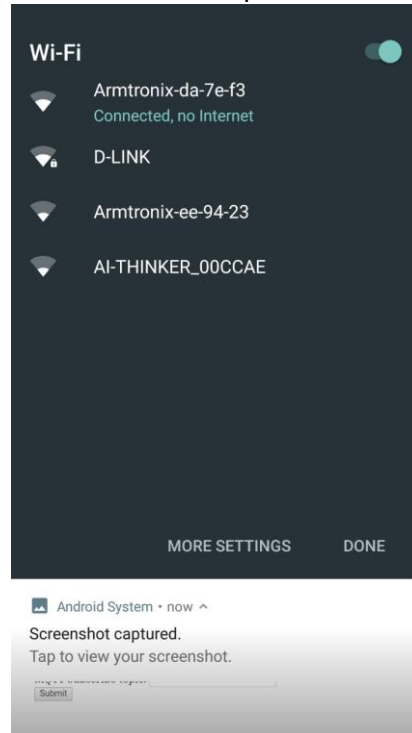 Wi-Fi
Armtronix-da-7e-f3
Connected, no Internet
D-LINK
Armtronix-ee-94-23
AI-THINKER_00CCAE
MORE SETTINGS DONE
Android System • now
Screenshot captured.
Tap to view your screenshot.
Submit